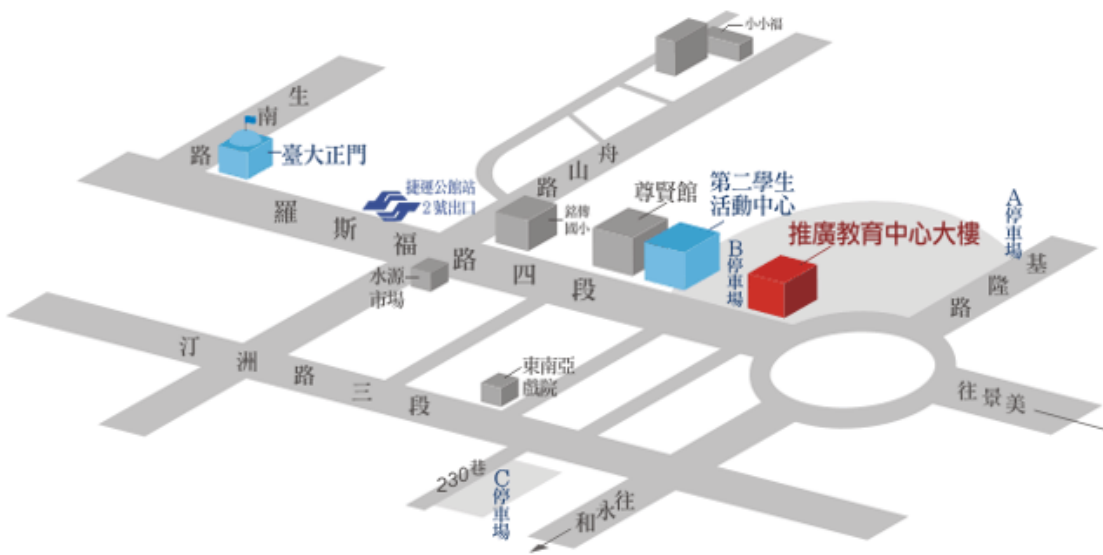 小小福
新生南路
臺大正門
捷運公館站
2號出口
舟山路
銘傳
國小
尊賢館
第二學生
活動中心
B停車場
推廣教育中心大樓
A停車場
基隆路
羅斯福路四段
水源
市場
汀洲路三段
東南亞
戲院
往景美
230巷
C停車場
往永和